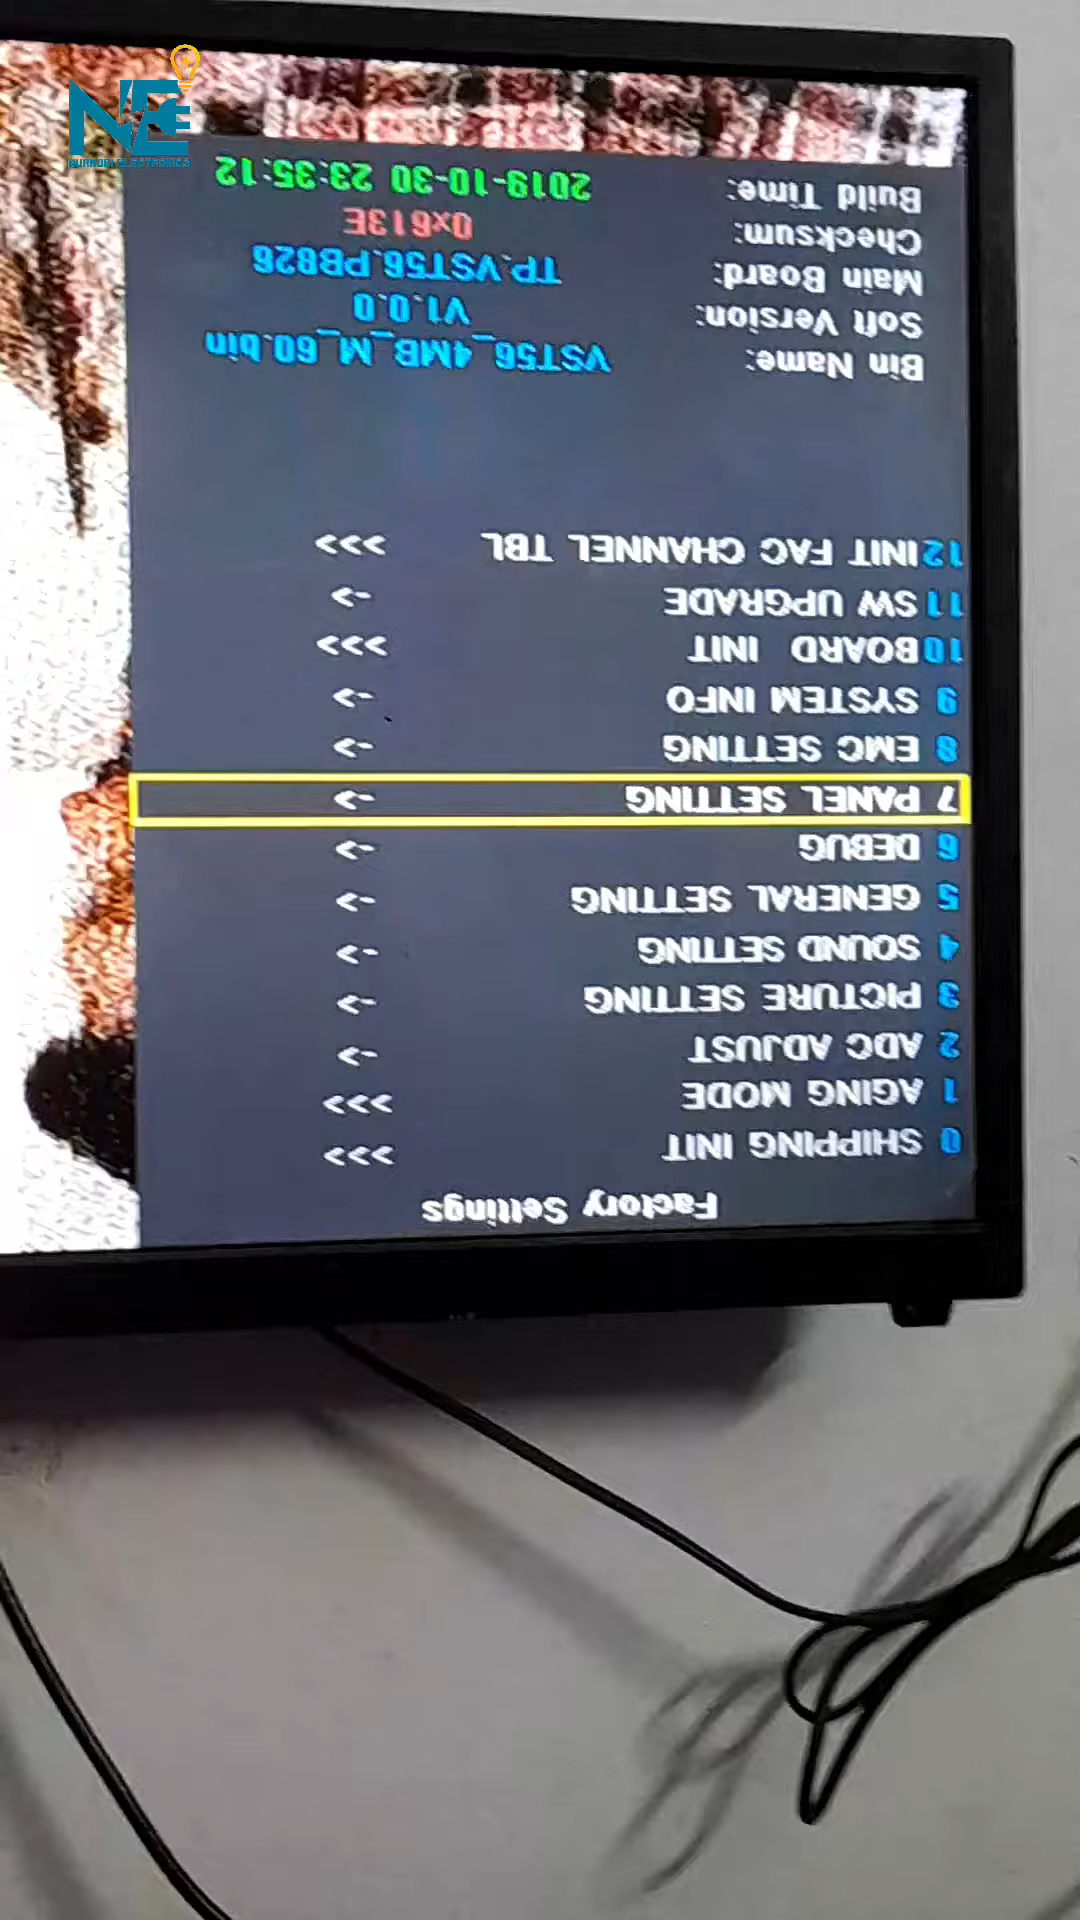 NE
ELECTRONICS
Factory Settings
0 SHIPPING INIT >>>
1 AGING MODE >>>
2 ADC ADJUST ->
3 PICTURE SETTING ->
4 SOUND SETTING ->
5 GENERAL SETTING ->
6 DEBUG ->
7 PANEL SETTING ->
8 EMC SETTING ->
9 SYSTEM INFO ->
10 BOARD INIT >>>
11 SW UPGRADE ->
12 INIT FAC CHANNEL TBL >>>
Bin Name: VST56_4MB_M_60.bin
Soft Version: V1.0.0
Main Board: TP.VST56.PB826
Checksum: 0x613E
Build Time: 2019-10-30 23:35:12